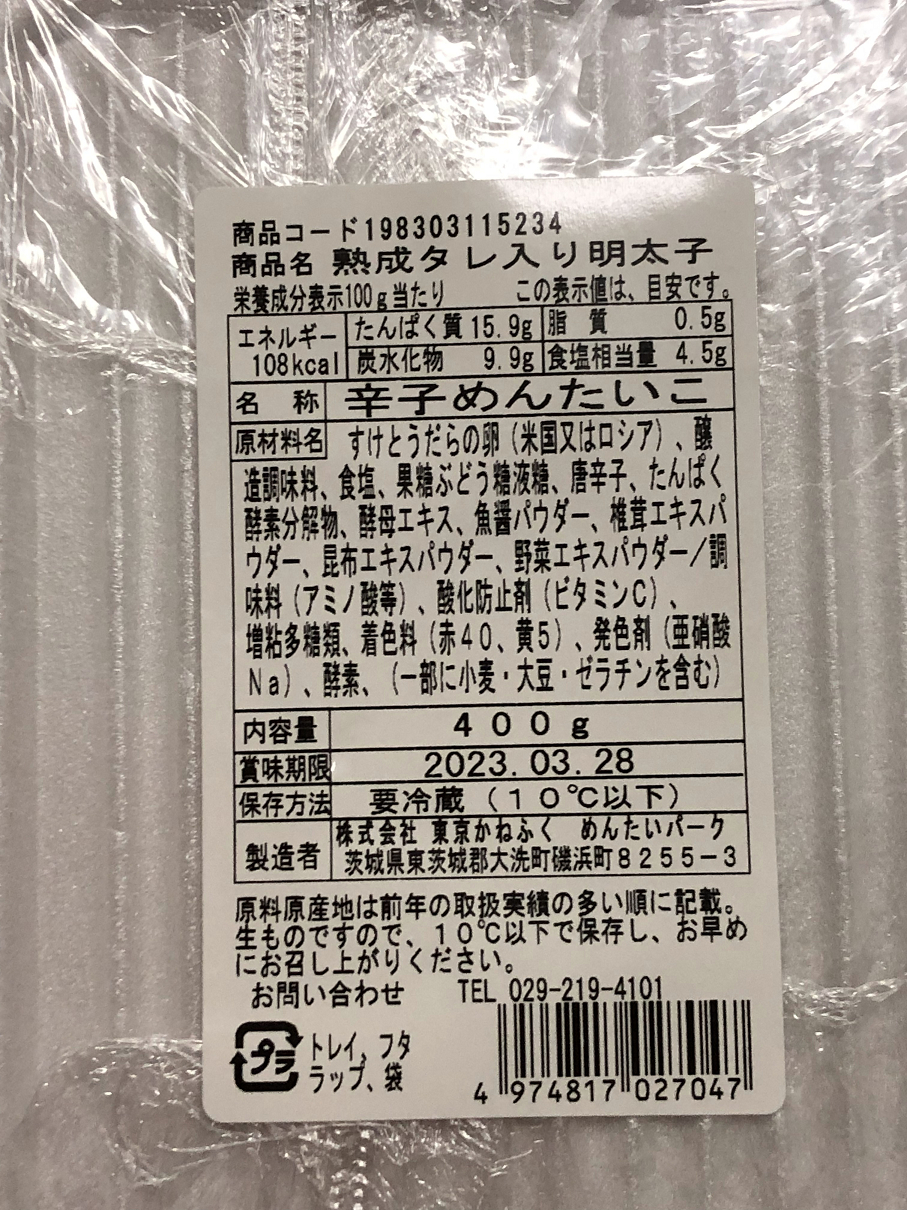 商品コード198303115234
商品名 熟成タレ入り明太子
栄養成分表示100g当たり この表示値は、目安です。
エネルギー 108kcal たんぱく質 15.9g 脂質 0.5g
炭水化物 9.9g 食塩相当量 4.5g
名称 辛子めんたいこ
原材料名 すけとうだらの卵(米国又はロシア)、醸
造調味料、食塩、果糖ぶどう糖液糖、唐辛子、たんぱく
酵素分解物、酵母エキス、魚醤パウダー、椎茸エキスパ
ウダー、昆布エキスパウダー、野菜エキスパウダー/調
味料(アミノ酸等)、酸化防止剤(ビタミンC)、
増粘多糖類、着色料(赤40、黄5)、発色剤(亜硝酸
Na)、酵素、(一部に小麦・大豆・ゼラチンを含む)
内容量 400g
賞味期限 2023.03.28
保存方法 要冷蔵(10℃以下)
製造者 株式会社 東京かねふく めんたいパーク
茨城県東茨城郡大洗町磯浜町8255-3
原料原産地は前年の取扱実績の多い順に記載。
生ものですので、10℃以下で保存し、お早め
にお召し上がりください。
お問い合わせ TEL 029-219-4101
プラ トレイ、フタ
ラップ、袋
4 974817 027047